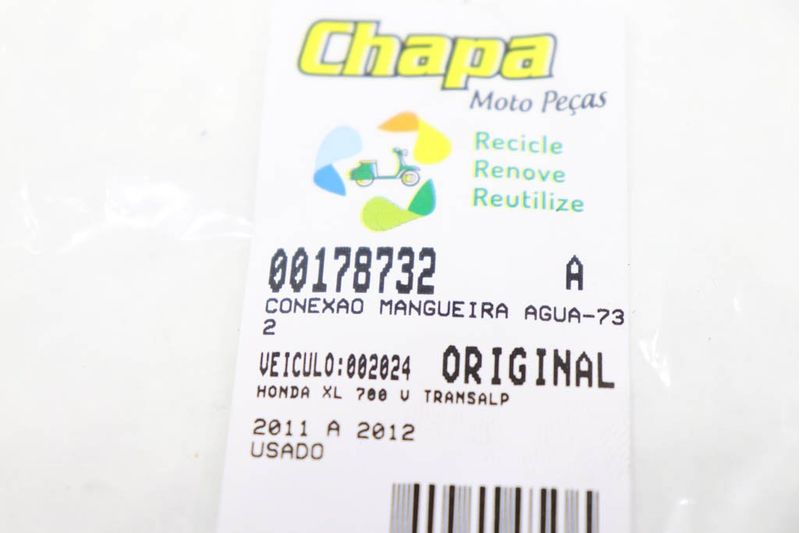 Chapa
Moto Peças
Recicle
Renove
Reutilize
00178732 A
CONEXAO MANGUEIRA AGUA-73
2
VEICULO:002024 ORIGINAL
HONDA XL 700 V TRANSALP
2011 A 2012
USADO